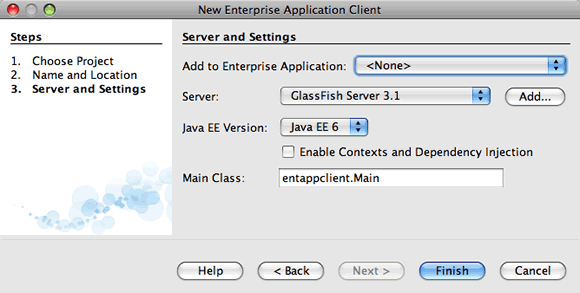 New Enterprise Application Client
Steps
1. Choose Project
2. Name and Location
3. Server and Settings
Server and Settings
Add to Enterprise Application: <None>
Server: GlassFish Server 3.1 Add...
Java EE Version: Java EE 6
Enable Contexts and Dependency Injection
Main Class: entappclient.Main
Help < Back Next > Finish Cancel